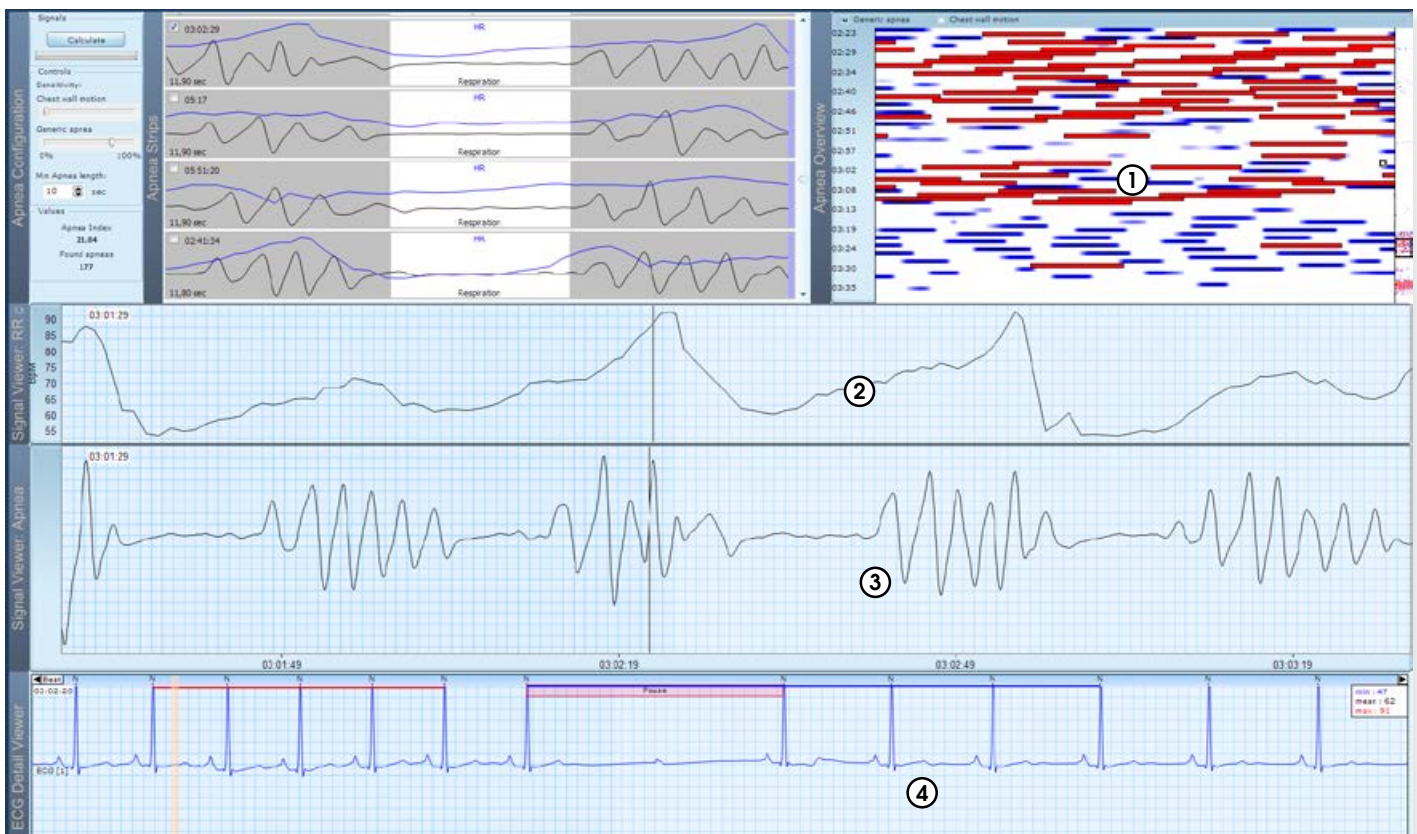 Apnea Configuration
Signals
Calculate
Controls
Sensitivity:
Chest wall motion
Generic apnea
0% 100%
Min Apnea length:
10 sec
Values
Apnea Index
21,84
Found apneas
177
Apnea Strips
03:02:29
HR
11,90 sec
Respiration
05:17
HR
11,90 sec
Respiration
05:51:20
HR
11,90 sec
Respiration
02:41:34
HR
11,80 sec
Respiration
Apnea Overview
Generic apnea Chest wall motion
02:23
02:29
02:34
02:40
02:46
02:51
02:57
03:02
03:08
03:13
03:19
03:24
03:30
03:35
1
Signal Viewer: RR
BpM
03:01:29
90
85
80
75
70
65
60
55
2
Signal Viewer: Apnea
03:01:29
3
03:01:49 03:02:19 03:02:49 03:03:19
ECG Detail Viewer
Beat N N N N N N N N N N N N
03:02:20
Pause
min : 47
mean : 62
max : 91
ECG [1]
4